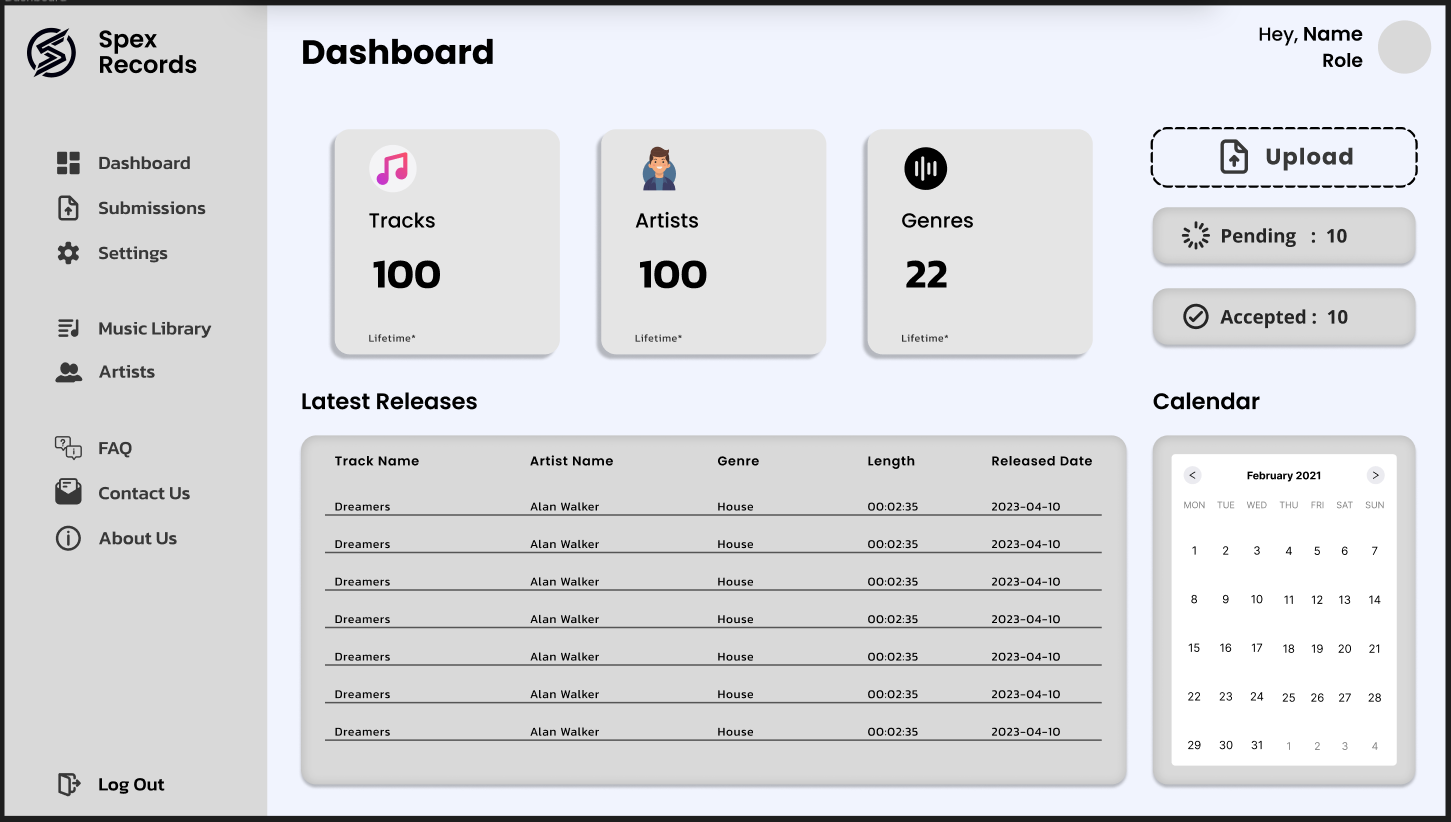 Spex
Records
Dashboard
Submissions
Settings
Music Library
Artists
FAQ
Contact Us
About Us
Log Out
Dashboard
Hey, Name
Role
Tracks
100
Lifetime*
Artists
100
Lifetime*
Genres
22
Lifetime*
Upload
Pending : 10
Accepted : 10
Latest Releases
Track Name Artist Name Genre Length Released Date
Dreamers Alan Walker House 00:02:35 2023-04-10
Dreamers Alan Walker House 00:02:35 2023-04-10
Dreamers Alan Walker House 00:02:35 2023-04-10
Dreamers Alan Walker House 00:02:35 2023-04-10
Dreamers Alan Walker House 00:02:35 2023-04-10
Dreamers Alan Walker House 00:02:35 2023-04-10
Dreamers Alan Walker House 00:02:35 2023-04-10
Calendar
< February 2021 >
MON TUE WED THU FRI SAT SUN
1 2 3 4 5 6 7
8 9 10 11 12 13 14
15 16 17 18 19 20 21
22 23 24 25 26 27 28
29 30 31 1 2 3 4